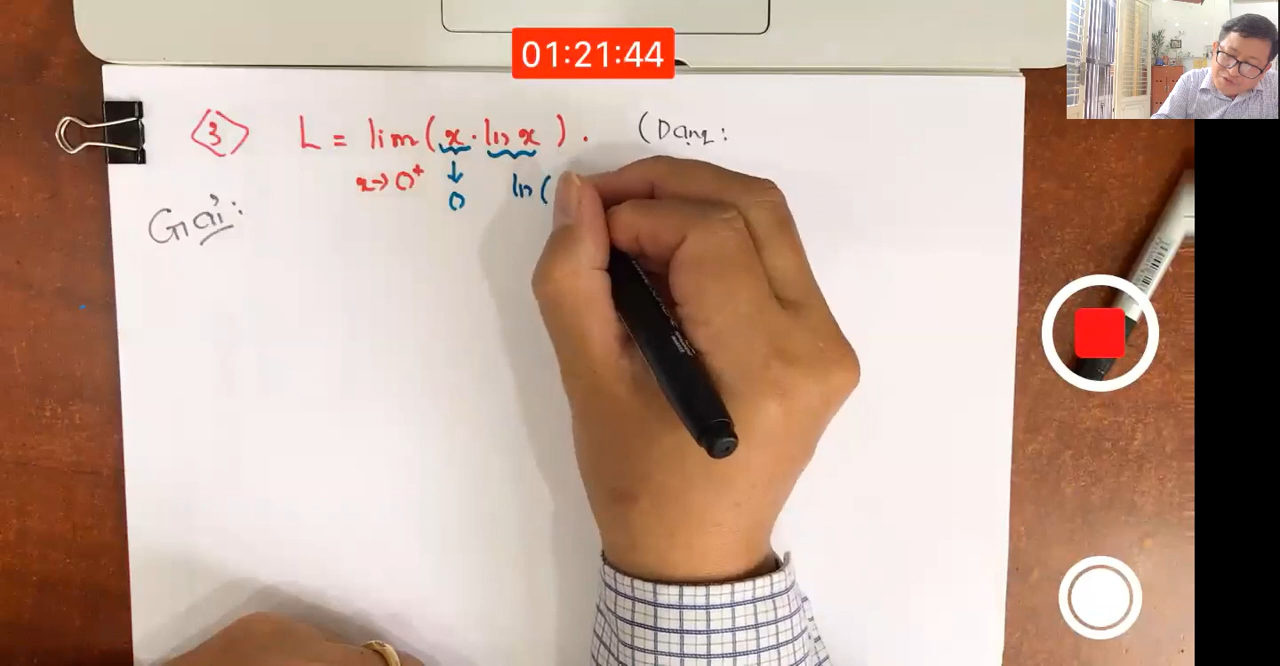 01:21:44
3 L = lim (x . ln x) . (Dạng:
x→0⁺ ↓ ln (
0
Giải: